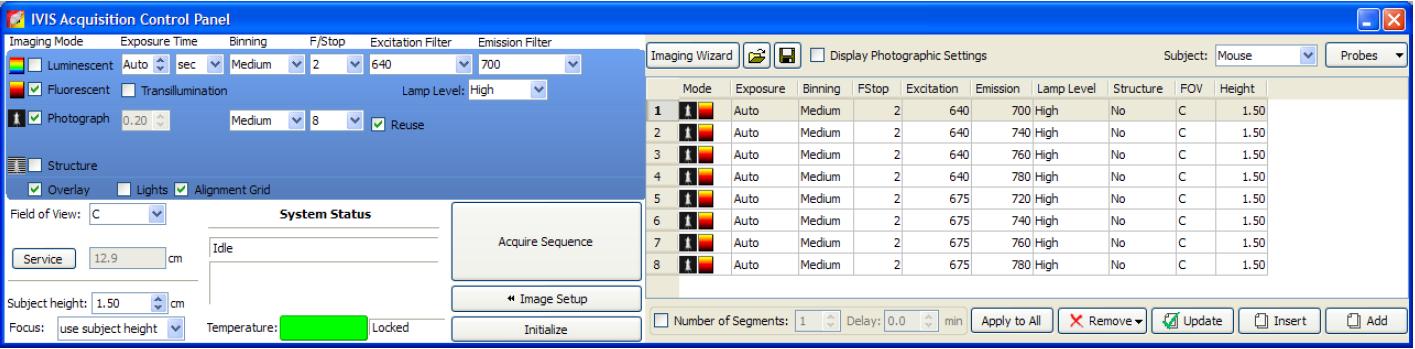 IVIS Acquisition Control Panel
Imaging Mode Exposure Time Binning F/Stop Excitation Filter Emission Filter
Luminescent Auto sec Medium 2 640 700
Fluorescent Transillumination Lamp Level: High
Photograph 0.20 Medium 8 Reuse
Structure
Overlay Lights Alignment Grid
Field of View: C System Status
Idle
Service 12.9 cm
Subject height: 1.50 cm
Focus: use subject height Temperature: Locked
Acquire Sequence
Image Setup
Initialize
Imaging Wizard Display Photographic Settings Subject: Mouse Probes
Mode Exposure Binning FStop Excitation Emission Lamp Level Structure FOV Height
1 Auto Medium 2 640 700 High No C 1.50
2 Auto Medium 2 640 740 High No C 1.50
3 Auto Medium 2 640 760 High No C 1.50
4 Auto Medium 2 640 780 High No C 1.50
5 Auto Medium 2 675 720 High No C 1.50
6 Auto Medium 2 675 740 High No C 1.50
7 Auto Medium 2 675 760 High No C 1.50
8 Auto Medium 2 675 780 High No C 1.50
Number of Segments: 1 Delay: 0.0 min Apply to All Remove Update Insert Add